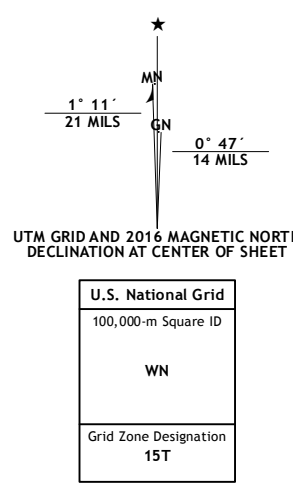 ★
MN
1° 11´
21 MILS
GN
0° 47´
14 MILS
UTM GRID AND 2016 MAGNETIC NORTH
DECLINATION AT CENTER OF SHEET
U.S. National Grid
100,000-m Square ID
WN
Grid Zone Designation
15T